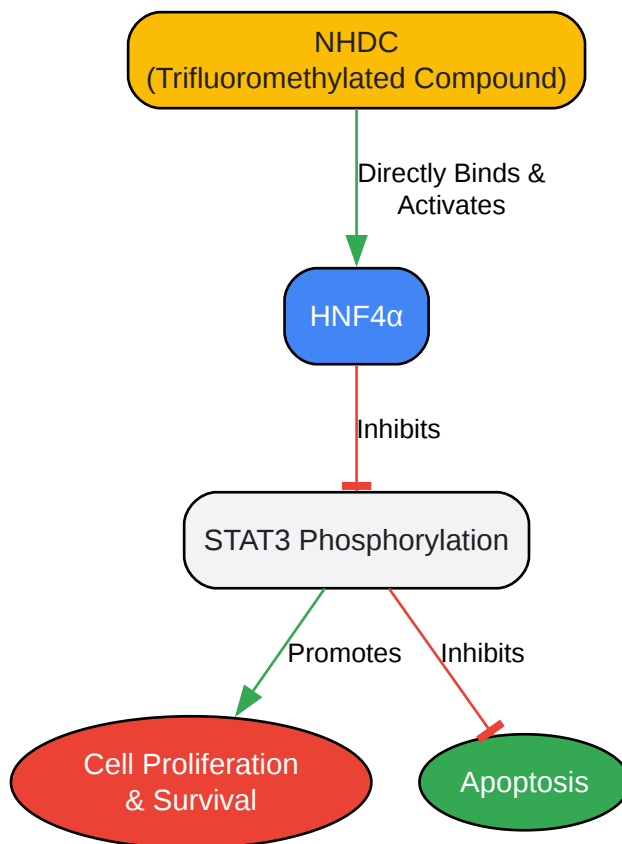 NHDC
(Trifluoromethylated Compound)
Directly Binds &
Activates
HNF4α
Inhibits
STAT3 Phosphorylation
Promotes
Inhibits
Cell Proliferation
& Survival
Apoptosis